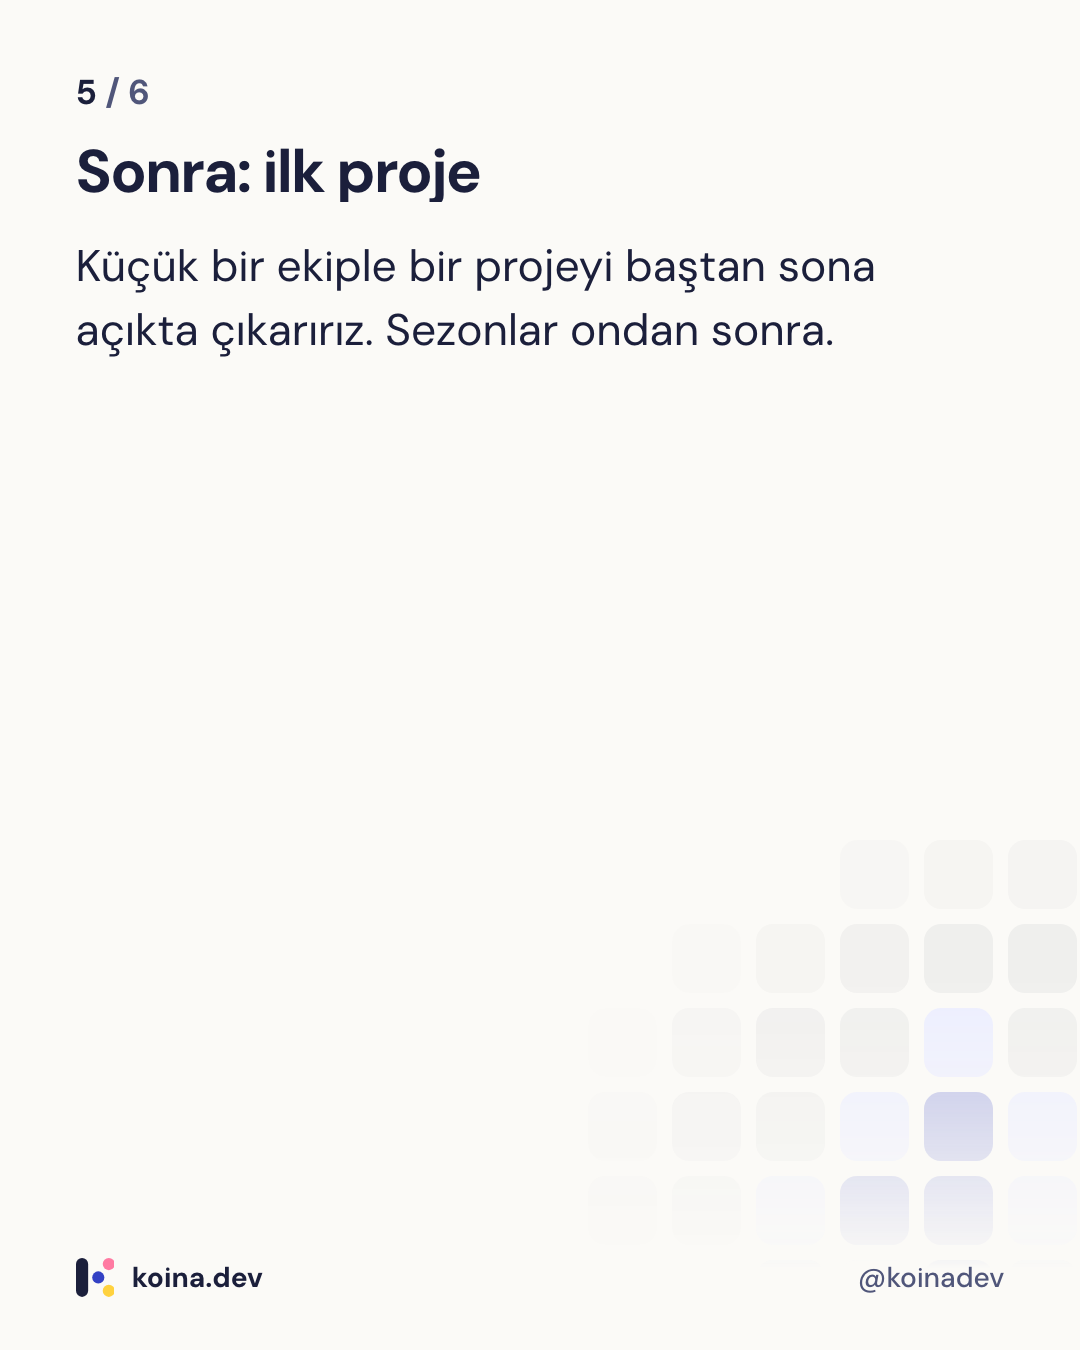 5 / 6
Sonra: ilk proje
Küçük bir ekiple bir projeyi baştan sona
açıkta çıkarırız. Sezonlar ondan sonra.
koina.dev
@koinadev